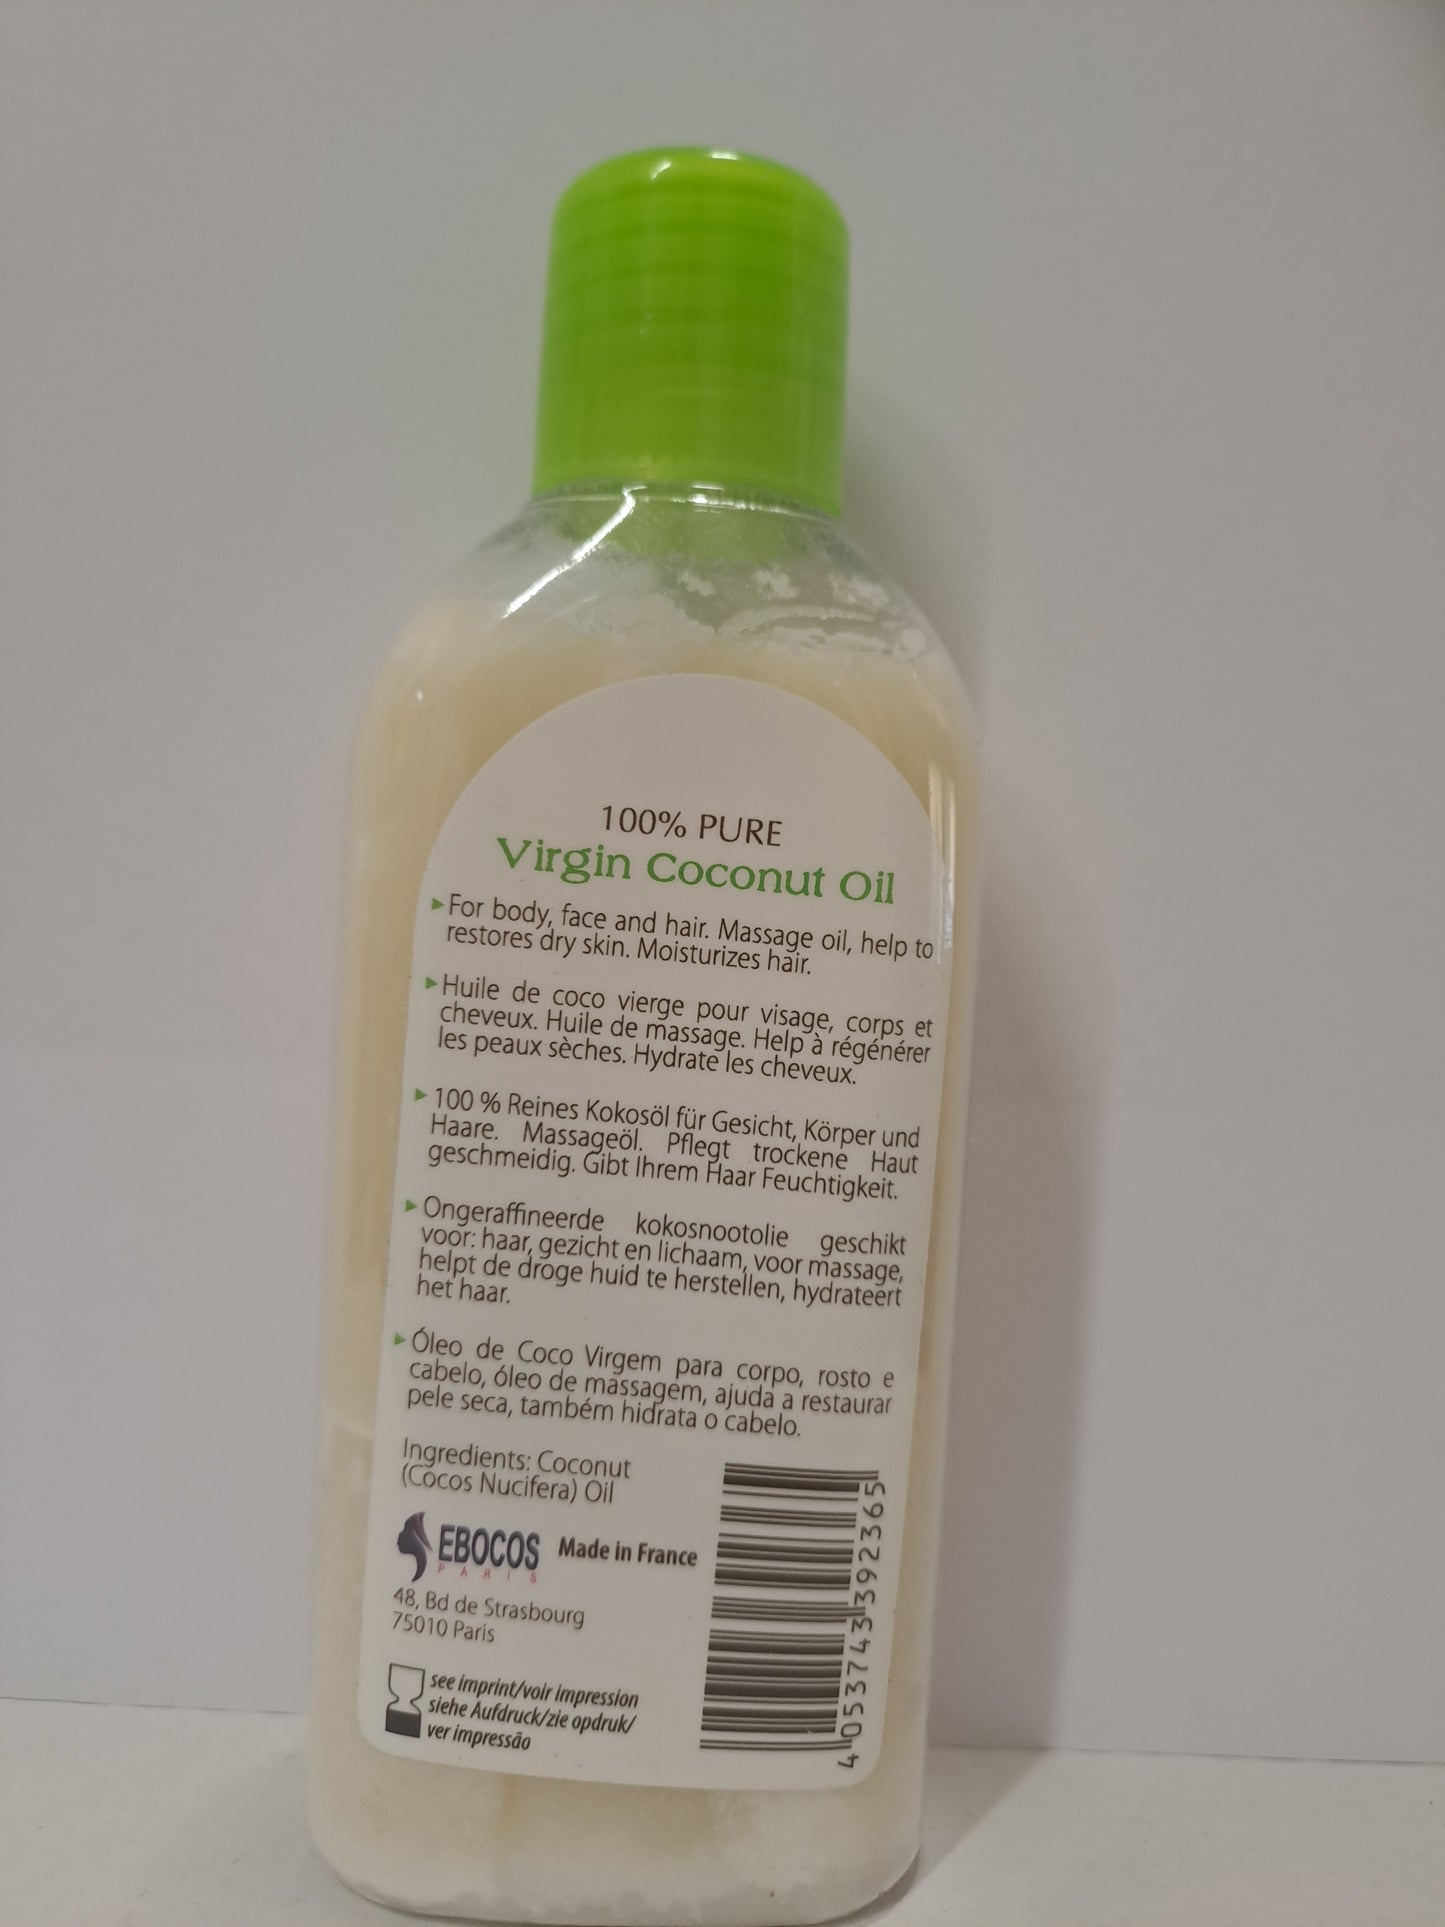 100% PURE
Virgin Coconut Oil
▸For body, face and hair. Massage oil, help to
restores dry skin. Moisturizes hair.
▸Huile de coco vierge pour visage, corps et
cheveux. Huile de massage. Help à régénérer
les peaux sèches. Hydrate les cheveux.
▸100 % Reines Kokosöl für Gesicht, Körper und
Haare. Massageöl. Pflegt trockene Haut
geschmeidig. Gibt Ihrem Haar Feuchtigkeit.
▸Ongeraffineerde kokosnootolie geschikt
voor: haar, gezicht en lichaam, voor massage,
helpt de droge huid te herstellen, hydrateert
het haar.
▸Óleo de Coco Virgem para corpo, rosto e
cabelo, óleo de massagem, ajuda a restaurar
pele seca, também hidrata o cabelo.
Ingredients: Coconut
(Cocos Nucifera) Oil
EBOCOS
PARIS
Made in France
48, Bd de Strasbourg
75010 Paris
see imprint/voir impression
siehe Aufdruck/zie opdruk/
ver impressão
4 053743 392365